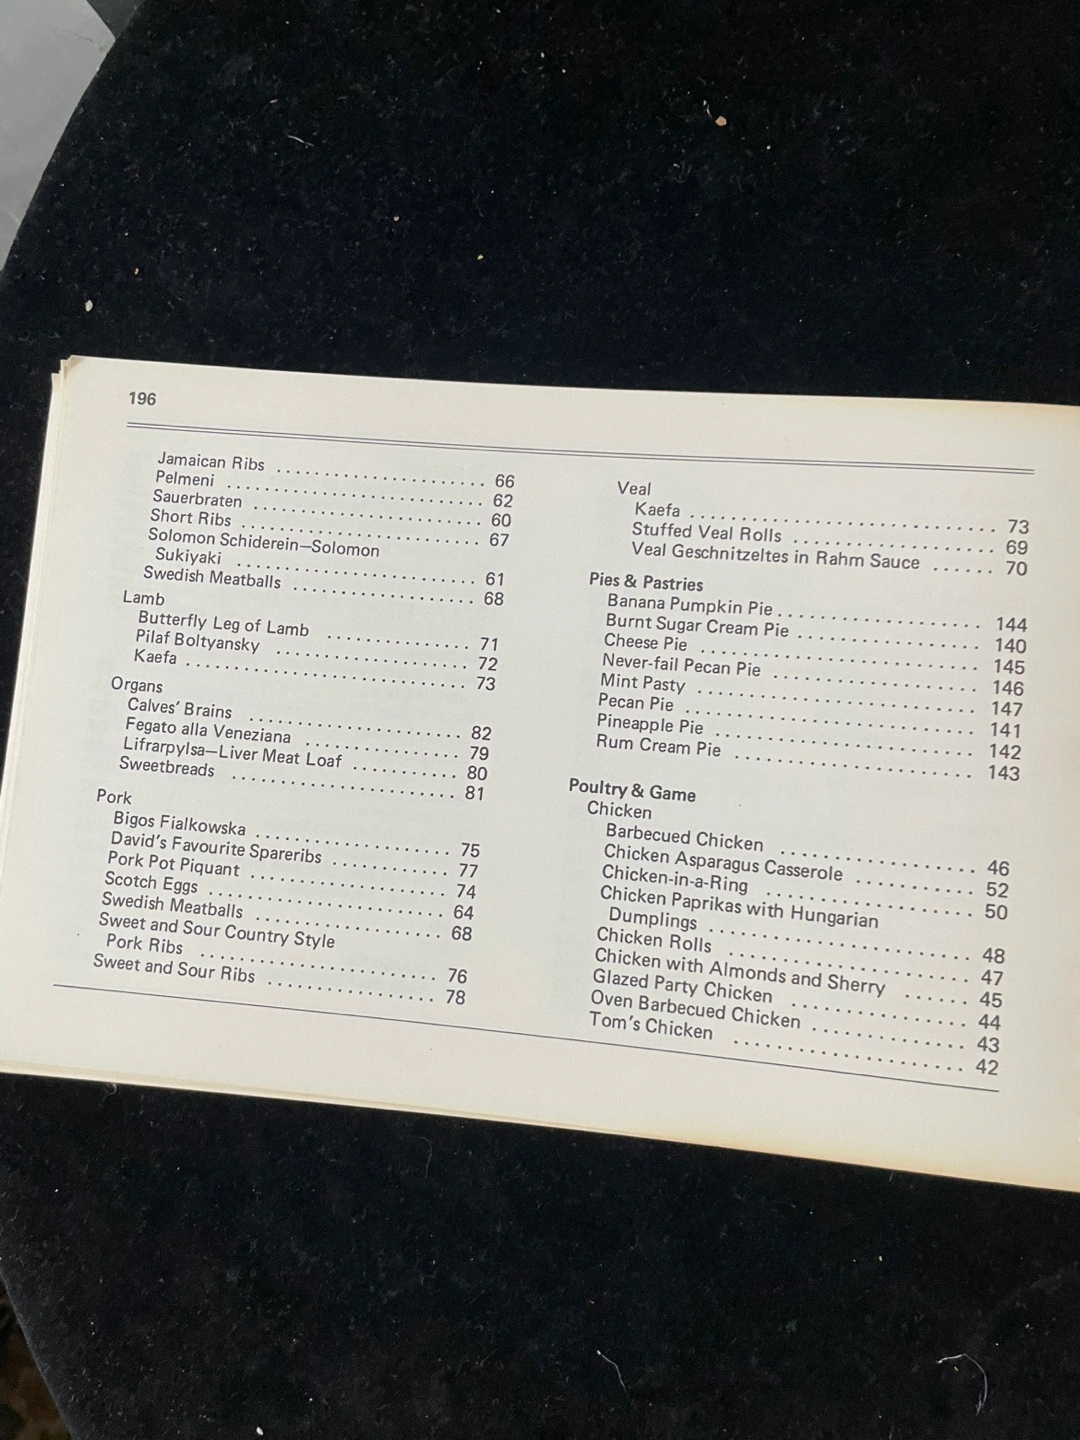 196
Jamaican Ribs ...................... 66
Pelmeni ........................... 62
Sauerbraten ........................ 60
Short Ribs ......................... 67
Solomon Schiderein—Solomon
Sukiyaki ......................... 61
Swedish Meatballs ................... 68
Lamb
Butterfly Leg of Lamb ............... 71
Pilaf Boltyansky .................... 72
Kaefa ............................. 73
Organs
Calves' Brains ...................... 82
Fegato alla Veneziana ................ 79
Lifrarpylsa—Liver Meat Loaf ........... 80
Sweetbreads ........................ 81
Pork
Bigos Fialkowska .................... 75
David's Favourite Spareribs ............ 77
Pork Pot Piquant .................... 74
Scotch Eggs ........................ 64
Swedish Meatballs ................... 68
Sweet and Sour Country Style
Pork Ribs ......................... 76
Sweet and Sour Ribs ................. 78
Veal
Kaefa ............................. 73
Stuffed Veal Rolls ................... 69
Veal Geschnitzeltes in Rahm Sauce ...... 70
Pies & Pastries
Banana Pumpkin Pie ................. 144
Burnt Sugar Cream Pie ............... 140
Cheese Pie ........................ 145
Never-fail Pecan Pie ................. 146
Mint Pasty ........................ 147
Pecan Pie ......................... 141
Pineapple Pie ...................... 142
Rum Cream Pie .................... 143
Poultry & Game
Chicken
Barbecued Chicken ................. 46
Chicken Asparagus Casserole .......... 52
Chicken-in-a-Ring .................. 50
Chicken Paprikas with Hungarian
Dumplings ....................... 48
Chicken Rolls ..................... 47
Chicken with Almonds and Sherry ...... 45
Glazed Party Chicken ............... 44
Oven Barbecued Chicken ............. 43
Tom's Chicken .................... 42